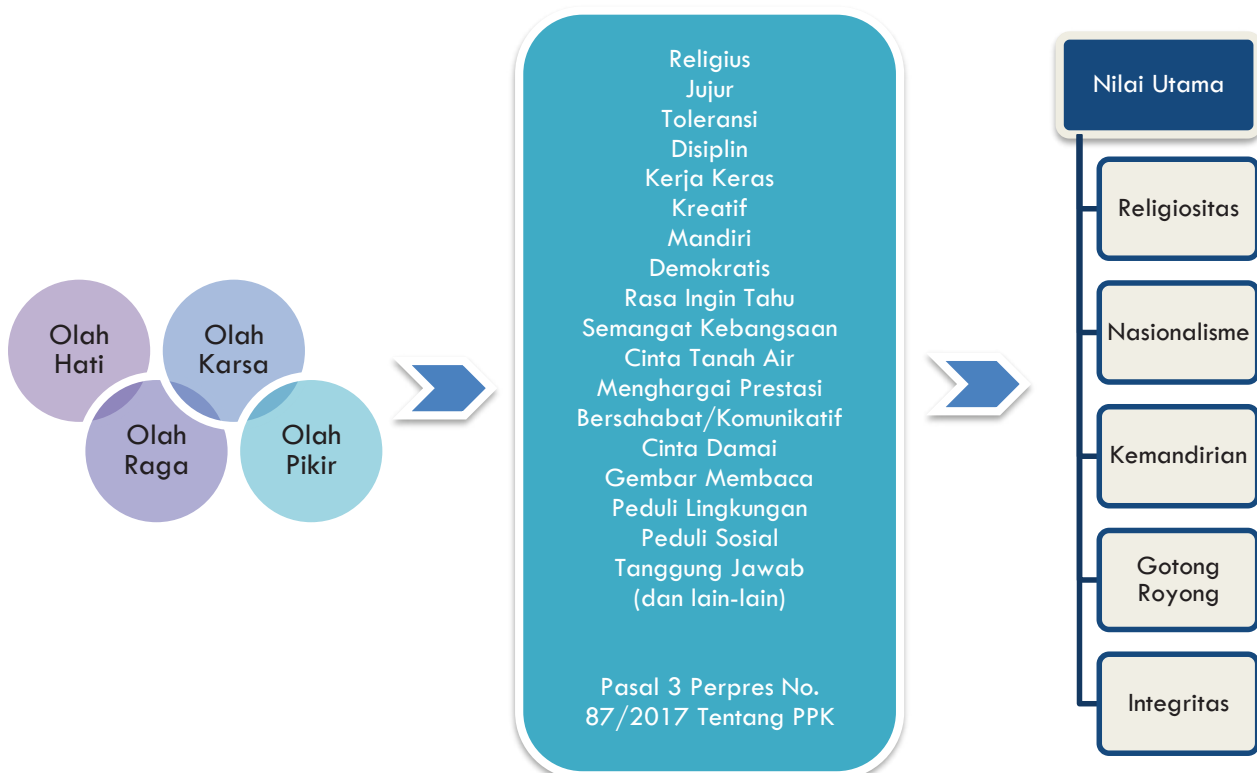 Olah
Hati
Olah
Karsa
Olah
Raga
Olah
Pikir
Religius
Jujur
Toleransi
Disiplin
Kerja Keras
Kreatif
Mandiri
Demokratis
Rasa Ingin Tahu
Semangat Kebangsaan
Cinta Tanah Air
Menghargai Prestasi
Bersahabat/Komunikatif
Cinta Damai
Gembar Membaca
Peduli Lingkungan
Peduli Sosial
Tanggung Jawab
(dan lain-lain)
Pasal 3 Perpres No.
87/2017 Tentang PPK
Nilai Utama
Religiositas
Nasionalisme
Kemandirian
Gotong
Royong
Integritas